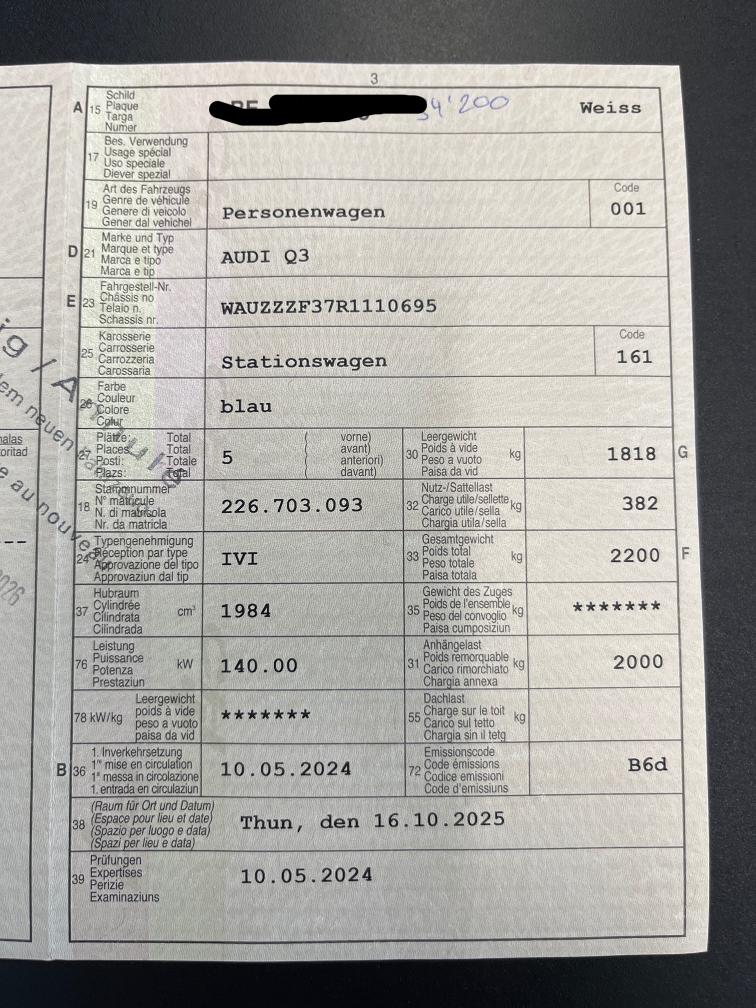 3
A 15 Schild
Plaque
Targa
Numer
BE
34'200
Weiss
17 Bes. Verwendung
Usage spécial
Uso speciale
Diever spezial
19 Art des Fahrzeugs
Genre de véhicule
Genere di veicolo
Gener dal vehichel
Personenwagen
Code
001
D 21 Marke und Typ
Marque et type
Marca e tipo
Marca e tip
AUDI Q3
E 23 Fahrgestell-Nr.
Châssis no
Telaio n.
Schassis nr.
WAUZZZF37R1110695
25 Karosserie
Carrosserie
Carrozzeria
Carossaria
Stationswagen
Code
161
26 Farbe
Couleur
Colore
Colur
blau
27 Plätze: Total
Places: Total
Posti: Totale
Plazs: Total
5
( vorne)
avant)
anteriori)
( davant)
30 Leergewicht
Poids à vide
Peso a vuoto
Paisa da vid
kg
1818 G
18 Stammnummer
N° matricule
N. di matricola
Nr. da matricla
226.703.093
32 Nutz-/Sattellast
Charge utile/sellette
Carico utile/sella
Chargia utila/sella
kg
382
24 Typengenehmigung
Réception par type
Approvazione del tipo
Approvaziun dal tip
IVI
33 Gesamtgewicht
Poids total
Peso totale
Paisa totala
kg
2200 F
37 Hubraum
Cylindrée
Cilindrata
Cilindrada
cm³
1984
35 Gewicht des Zuges
Poids de l'ensemble
Peso del convoglio
Paisa cumposiziun
kg
*******
76 Leistung
Puissance
Potenza
Prestaziun
kW
140.00
31 Anhängelast
Poids remorquable
Carico rimorchiato
Chargia annexa
kg
2000
78 kW/kg Leergewicht
poids à vide
peso a vuoto
paisa da vid
*******
55 Dachlast
Charge sur le toit
Carico sul tetto
Chargia sin il tetg
kg
B 36 1. Inverkehrsetzung
1re mise en circulation
1a messa in circolazione
1. entrada en circulaziun
10.05.2024
72 Emissionscode
Code émissions
Codice emissioni
Code d'emissiuns
B6d
38 (Raum für Ort und Datum)
(Espace pour lieu et date)
(Spazio per luogo e data)
(Spazi per lieu e data)
Thun, den 16.10.2025
39 Prüfungen
Expertises
Perizie
Examinaziuns
10.05.2024